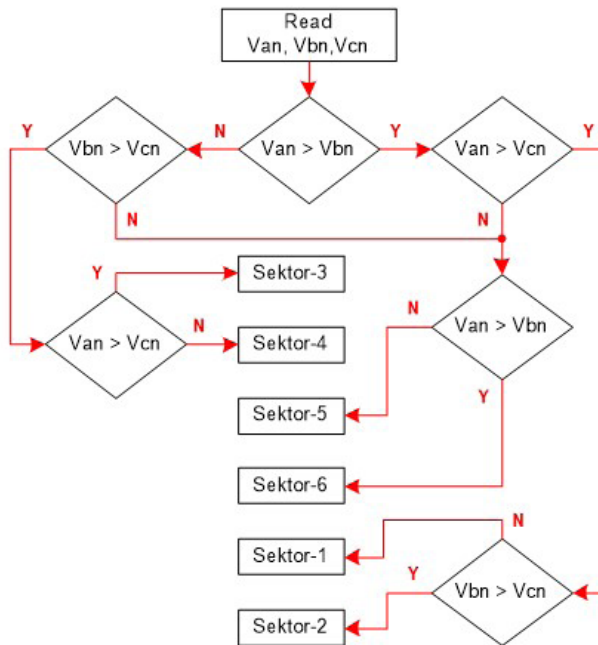 Read
Van, Vbn,Vcn
Y
N
Y
Y
Vbn > Vcn
Van > Vbn
Van > Vcn
N
N
Y
Sektor-3
N
Van > Vcn
N
Sektor-4
Van > Vbn
Sektor-5
Y
Sektor-6
N
Sektor-1
Y
Vbn > Vcn
Sektor-2